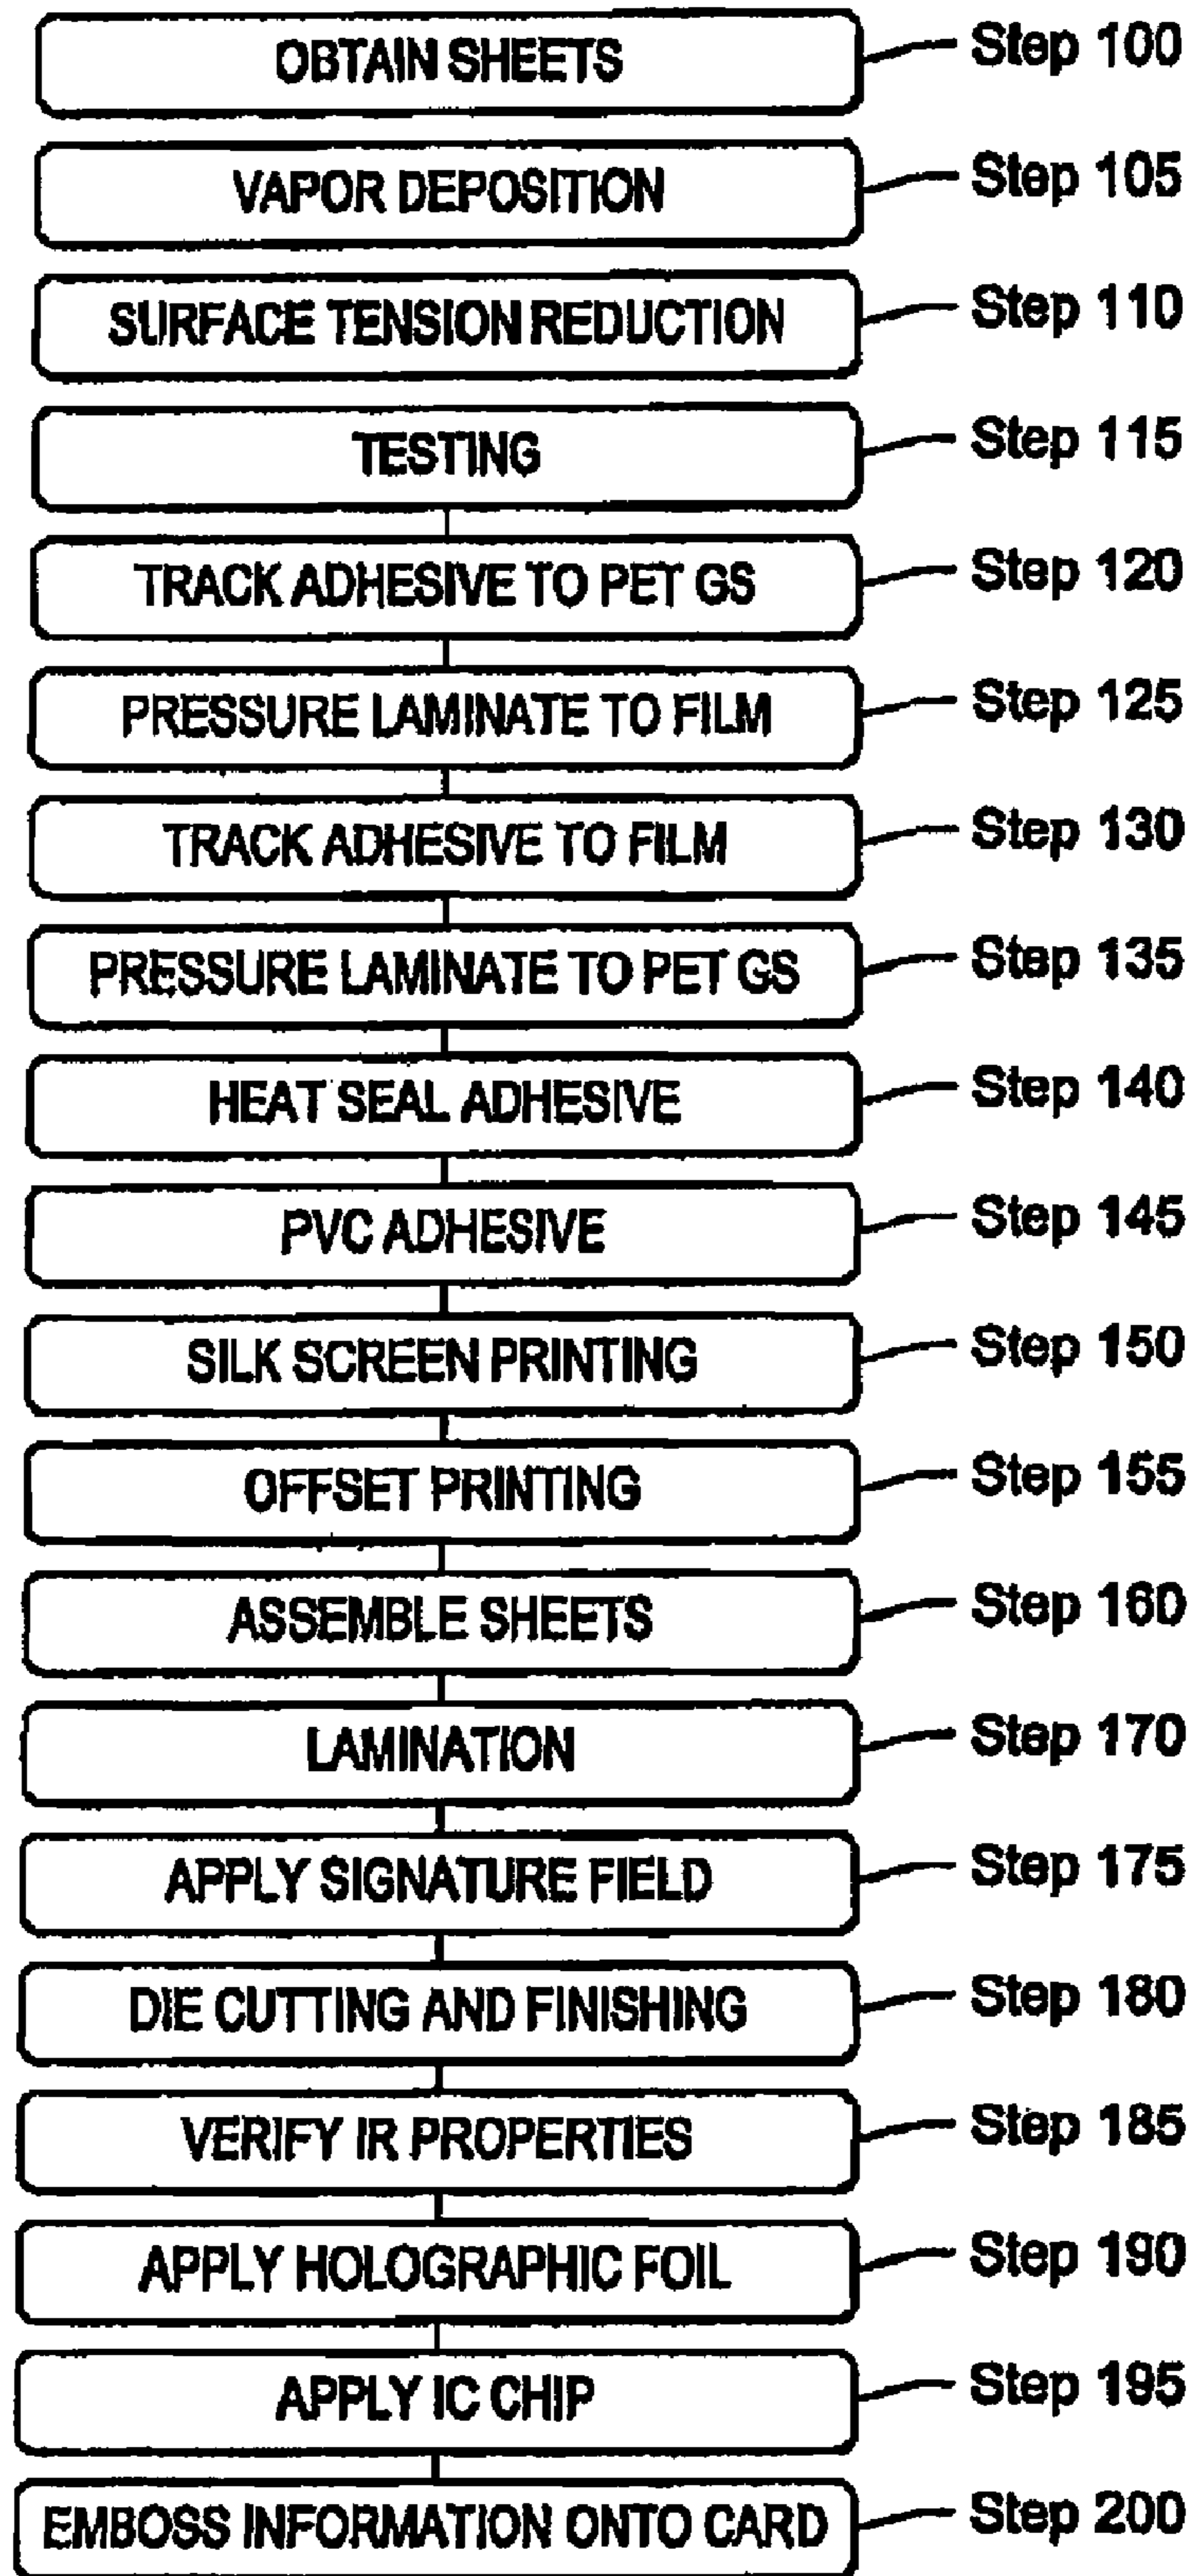 OBTAIN SHEETS Step 100
VAPOR DEPOSITION Step 105
SURFACE TENSION REDUCTION Step 110
TESTING Step 115
TRACK ADHESIVE TO PET GS Step 120
PRESSURE LAMINATE TO FILM Step 125
TRACK ADHESIVE TO FILM Step 130
PRESSURE LAMINATE TO PET GS Step 135
HEAT SEAL ADHESIVE Step 140
PVC ADHESIVE Step 145
SILK SCREEN PRINTING Step 150
OFFSET PRINTING Step 155
ASSEMBLE SHEETS Step 160
LAMINATION Step 170
APPLY SIGNATURE FIELD Step 175
DIE CUTTING AND FINISHING Step 180
VERIFY IR PROPERTIES Step 185
APPLY HOLOGRAPHIC FOIL Step 190
APPLY IC CHIP Step 195
EMBOSS INFORMATION ONTO CARD Step 200